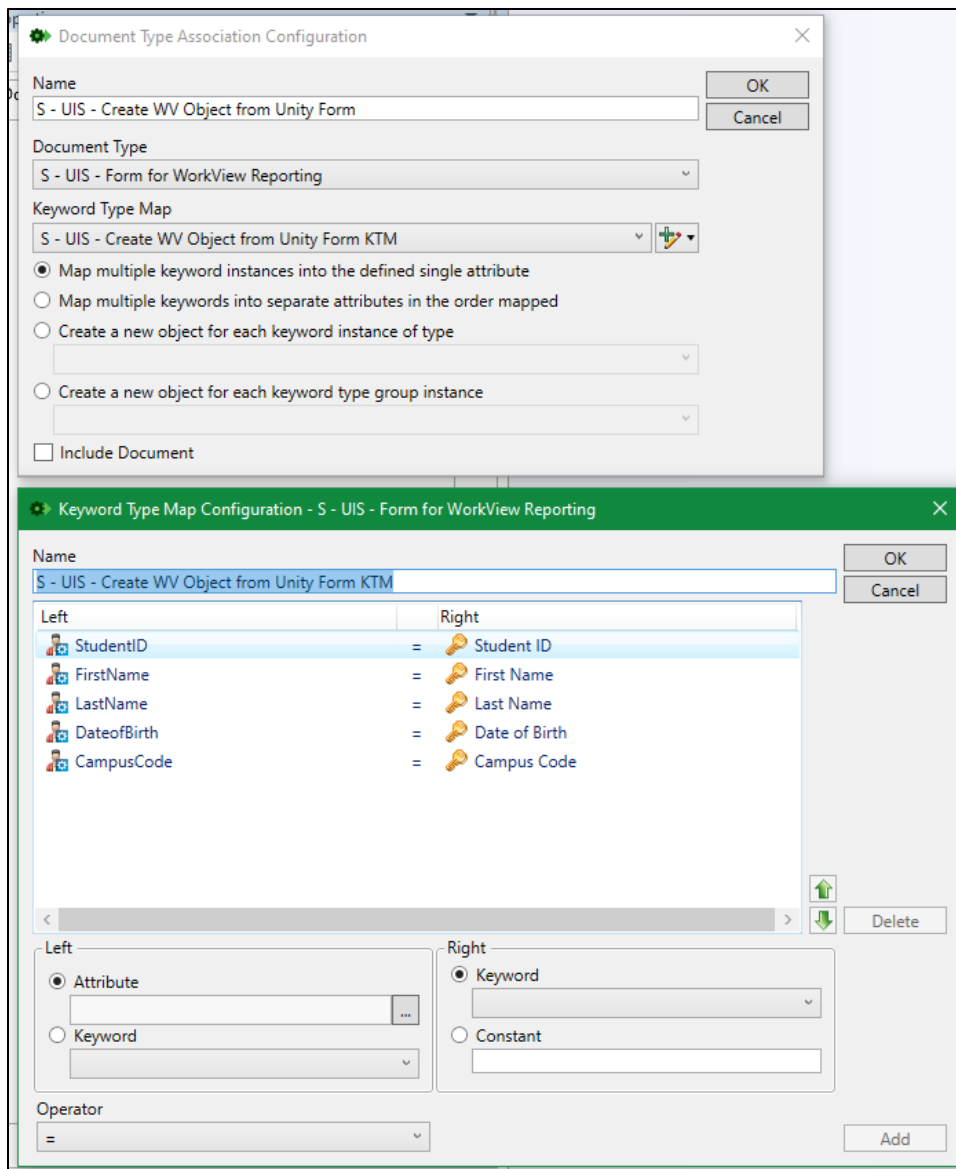 Document Type Association Configuration
Name
OK
S - UIS - Create WV Object from Unity Form
Cancel
Document Type
S - UIS - Form for WorkView Reporting
Keyword Type Map
S - UIS - Create WV Object from Unity Form KTM
Map multiple keyword instances into the defined single attribute
Map multiple keywords into separate attributes in the order mapped
Create a new object for each keyword instance of type
Create a new object for each keyword type group instance
Include Document
Keyword Type Map Configuration - S - UIS - Form for WorkView Reporting
Name
OK
S - UIS - Create WV Object from Unity Form KTM
Cancel
Left Right
StudentID = Student ID
FirstName = First Name
LastName = Last Name
DateofBirth = Date of Birth
CampusCode = Campus Code
Delete
Left Right
Attribute Keyword
...
Keyword Constant
Operator
= Add